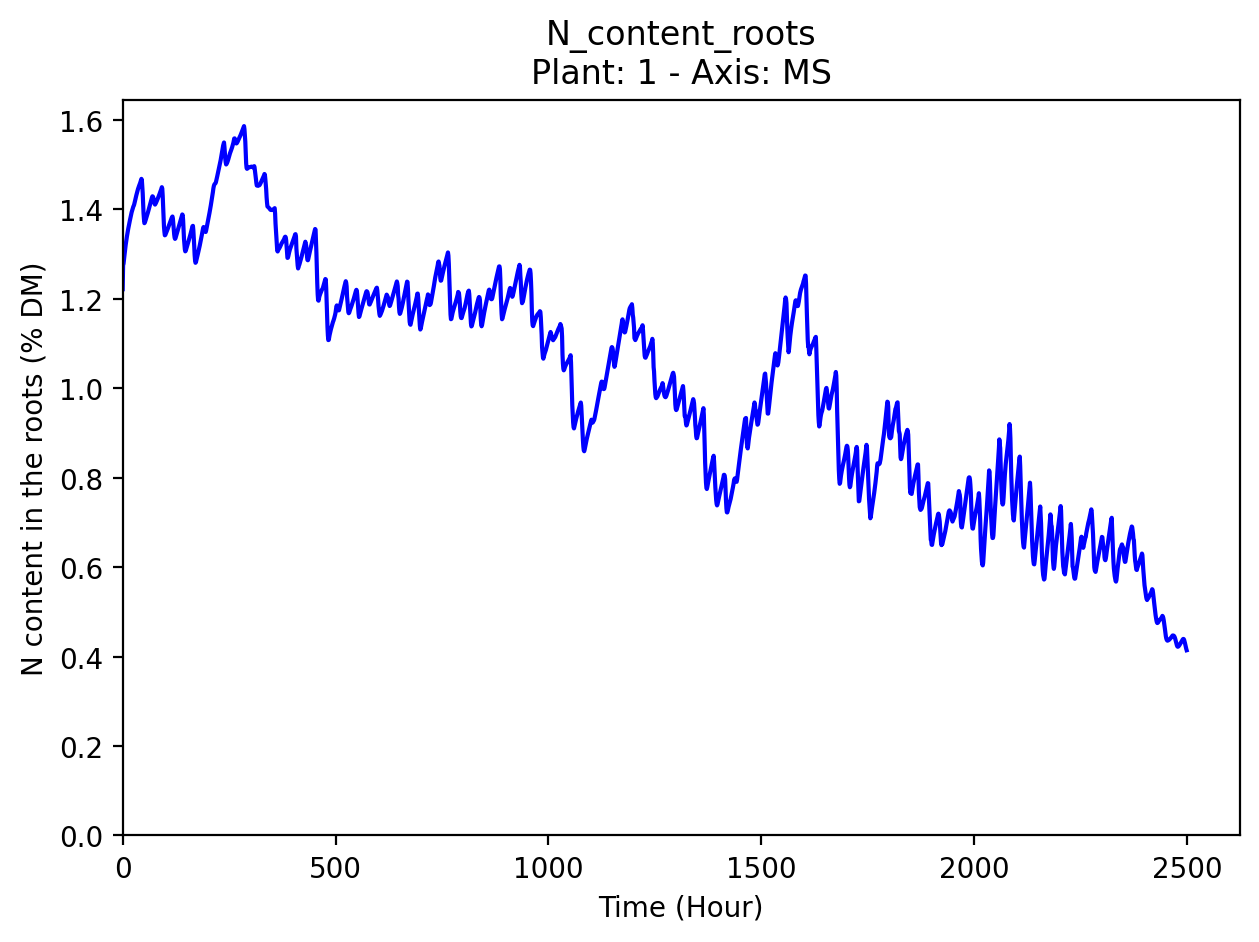 N_content_roots
Plant: 1 - Axis: MS
1.6
1.4
1.2
1.0
0.8
0.6
0.4
0.2
0.0
N content in the roots (% DM)
0 500 1000 1500 2000 2500
Time (Hour)